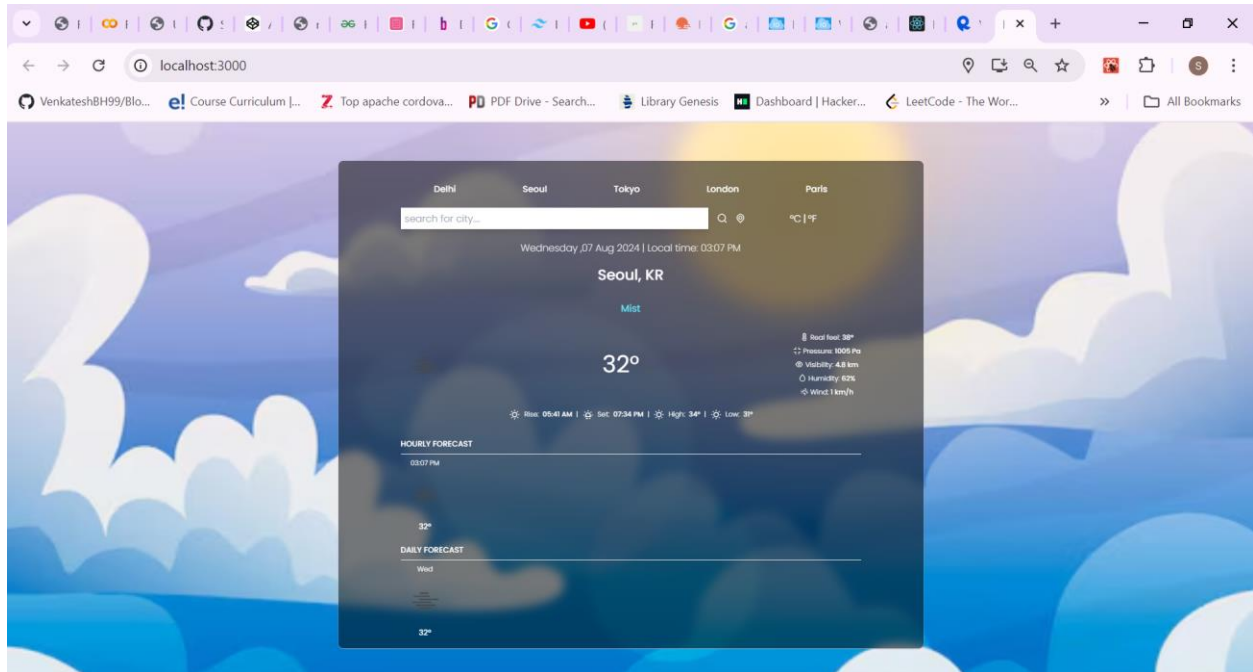 localhost:3000
VenkateshBH99/Blo... Course Curriculum |... Top apache cordova... PDF Drive - Search... Library Genesis Dashboard | Hacker... LeetCode - The Wor... » All Bookmarks
Delhi Seoul Tokyo London Paris
search for city... °C | °F
Wednesday ,07 Aug 2024 | Local time: 03:07 PM
Seoul, KR
Mist
Real feel: 38°
Pressure: 1005 Pa
32° Visibility: 4.8 km
Humidity: 62%
Wind: 1 km/h
Rise: 05:41 AM | Set: 07:34 PM | High: 34° | Low: 31°
HOURLY FORECAST
03:07 PM
32°
DAILY FORECAST
Wed
32°